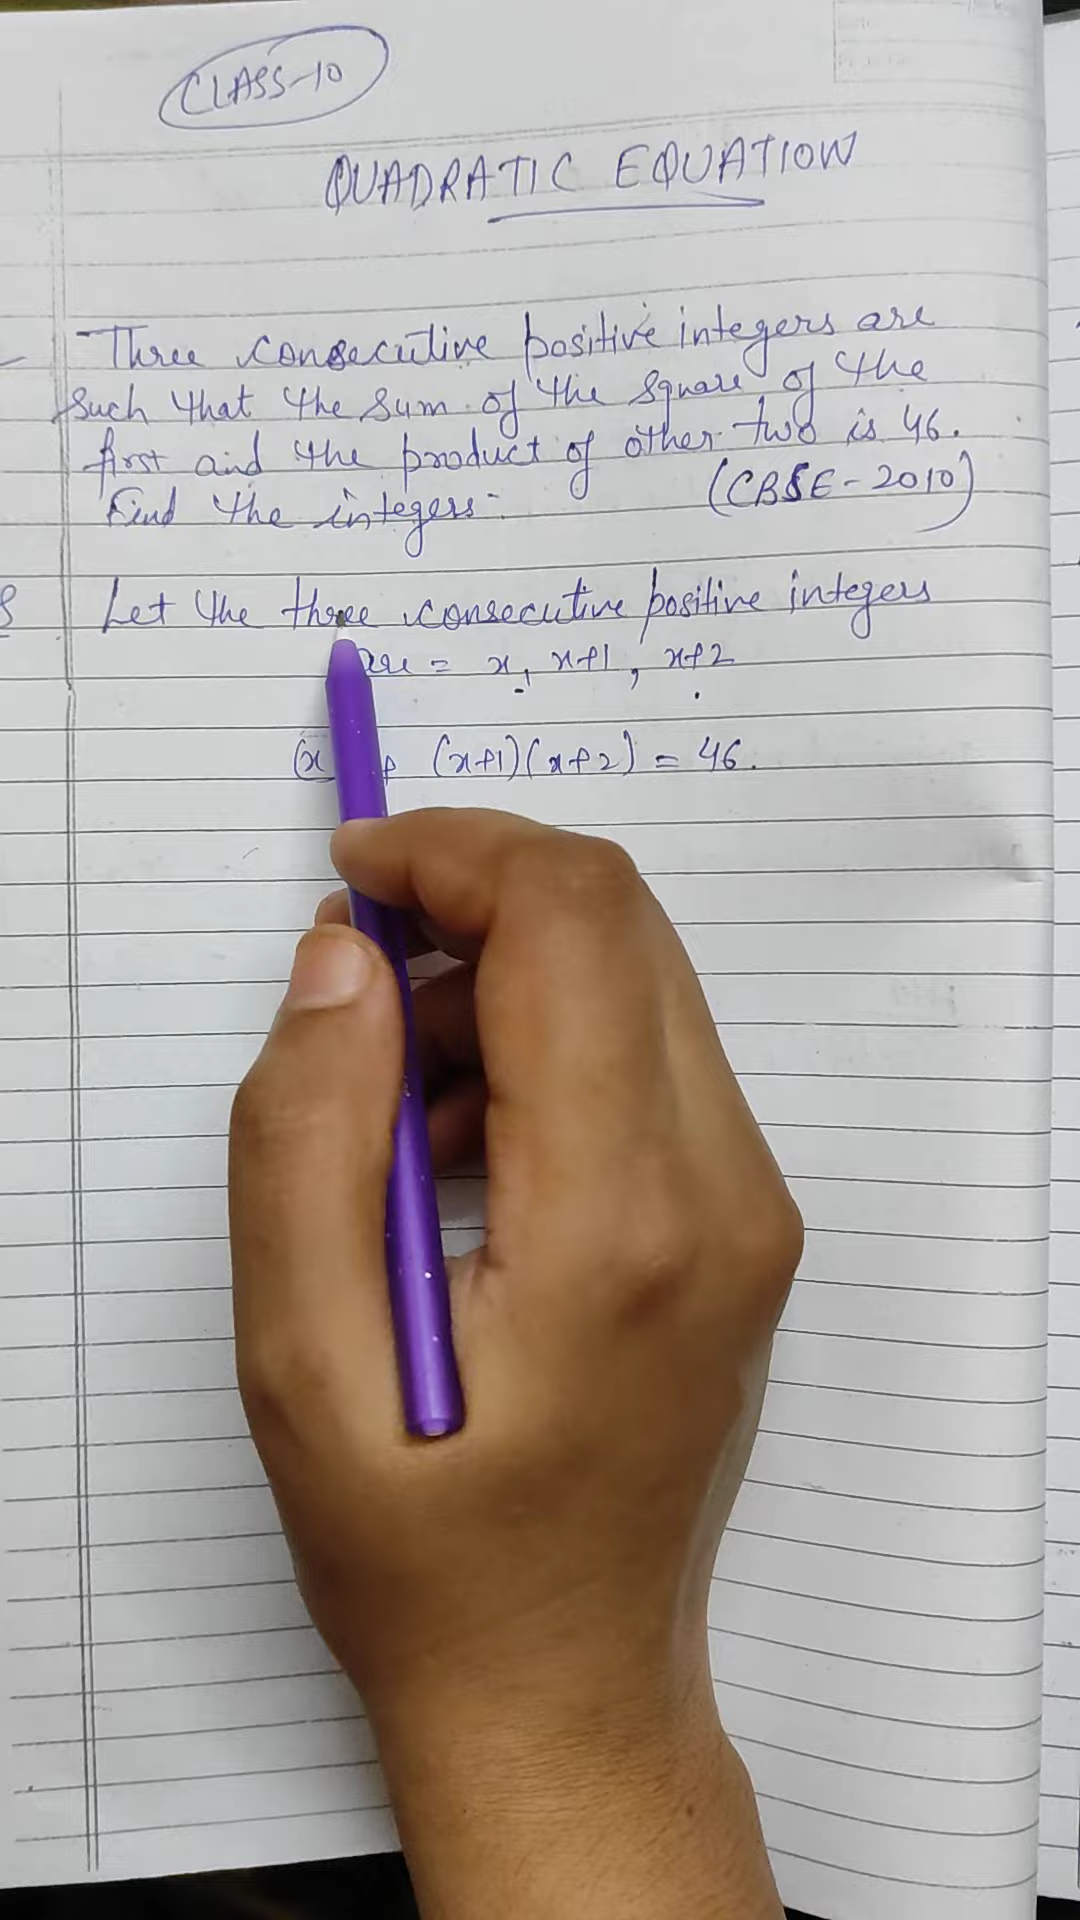 CLASS-10
QUADRATIC EQUATION
Three consecutive positive integers are
such that the sum of the square of the
first and the product of other two is 46.
Find the integers:-
(CBSE-2010)
Let the three consecutive positive integers
are = x, x+1, x+2
(x + (x+1)(x+2) = 46.